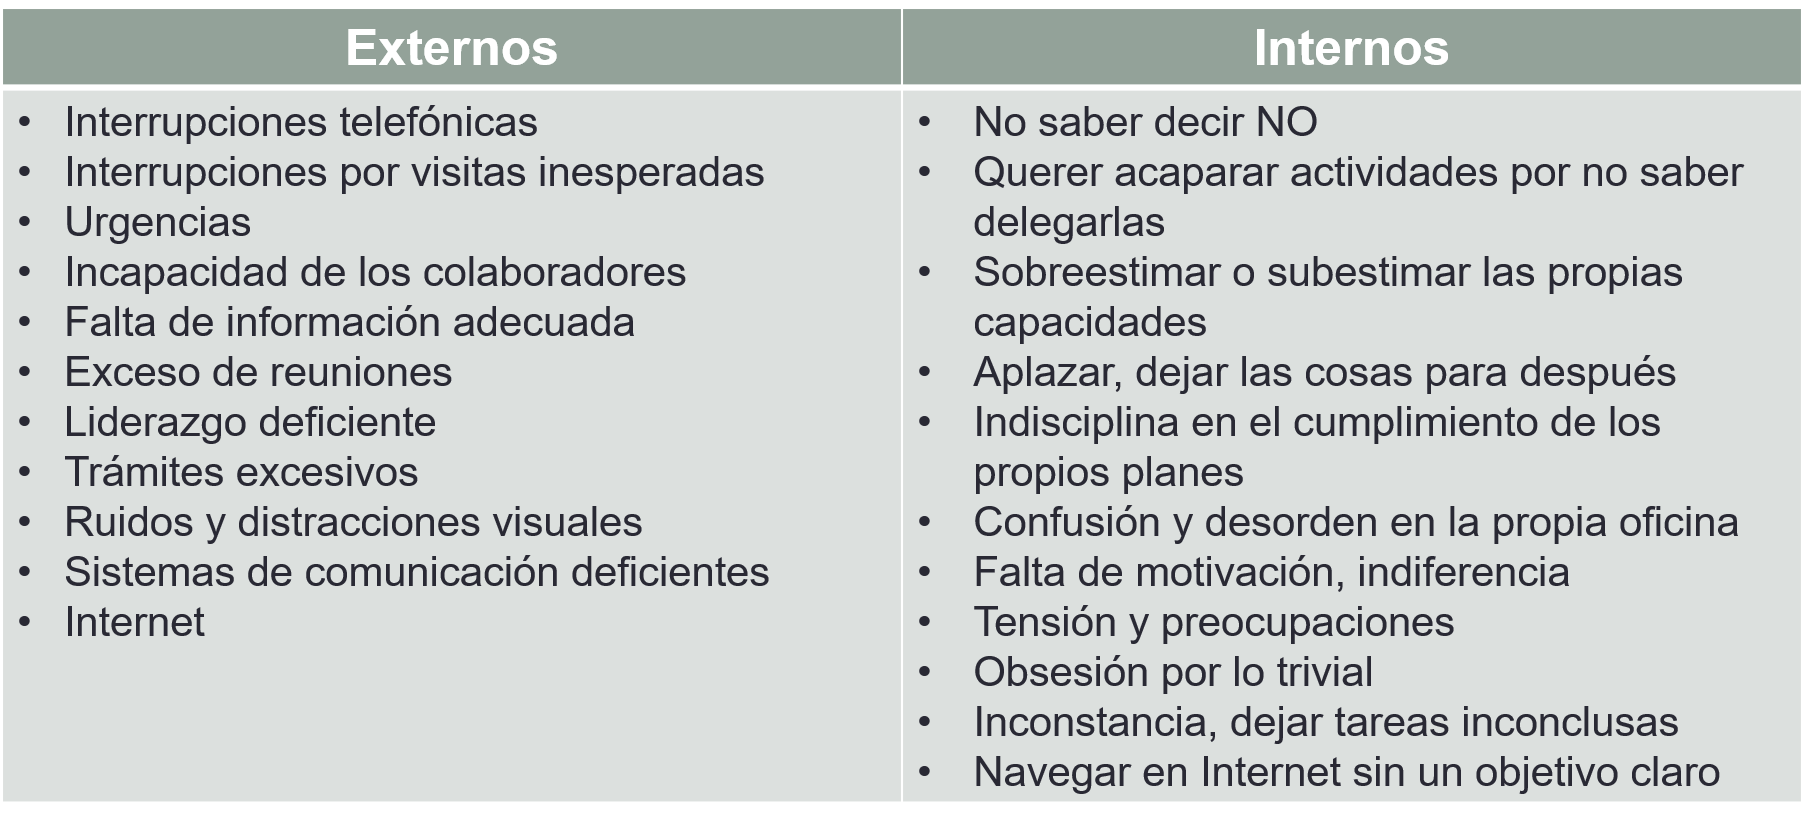 Externos
Internos
• Interrupciones telefónicas
• Interrupciones por visitas inesperadas
• Urgencias
• Incapacidad de los colaboradores
• Falta de información adecuada
• Exceso de reuniones
• Liderazgo deficiente
• Trámites excesivos
• Ruidos y distracciones visuales
• Sistemas de comunicación deficientes
• Internet
• No saber decir NO
• Querer acaparar actividades por no saber
delegarlas
• Sobreestimar o subestimar las propias
capacidades
• Aplazar, dejar las cosas para después
• Indisciplina en el cumplimiento de los
propios planes
• Confusión y desorden en la propia oficina
• Falta de motivación, indiferencia
• Tensión y preocupaciones
• Obsesión por lo trivial
• Inconstancia, dejar tareas inconclusas
• Navegar en Internet sin un objetivo claro